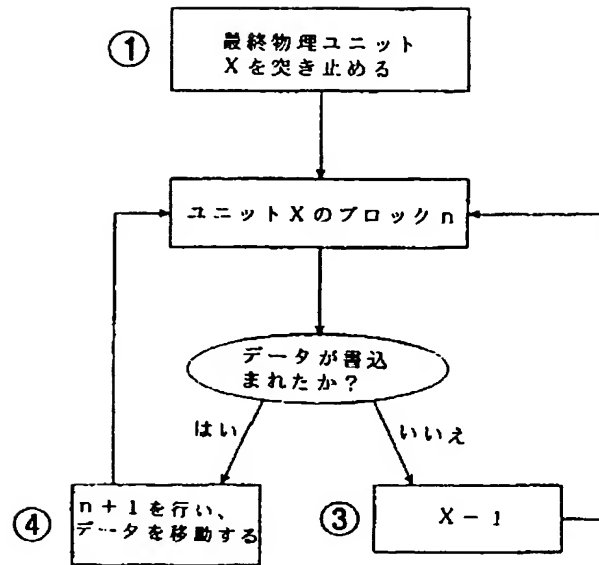 ①
最終物理ユニット
Xを突き止める
ユニットXのブロックn
データが書込
まれたか？
はい
いいえ
④
n+1を行い、
データを移動する
③
X-1